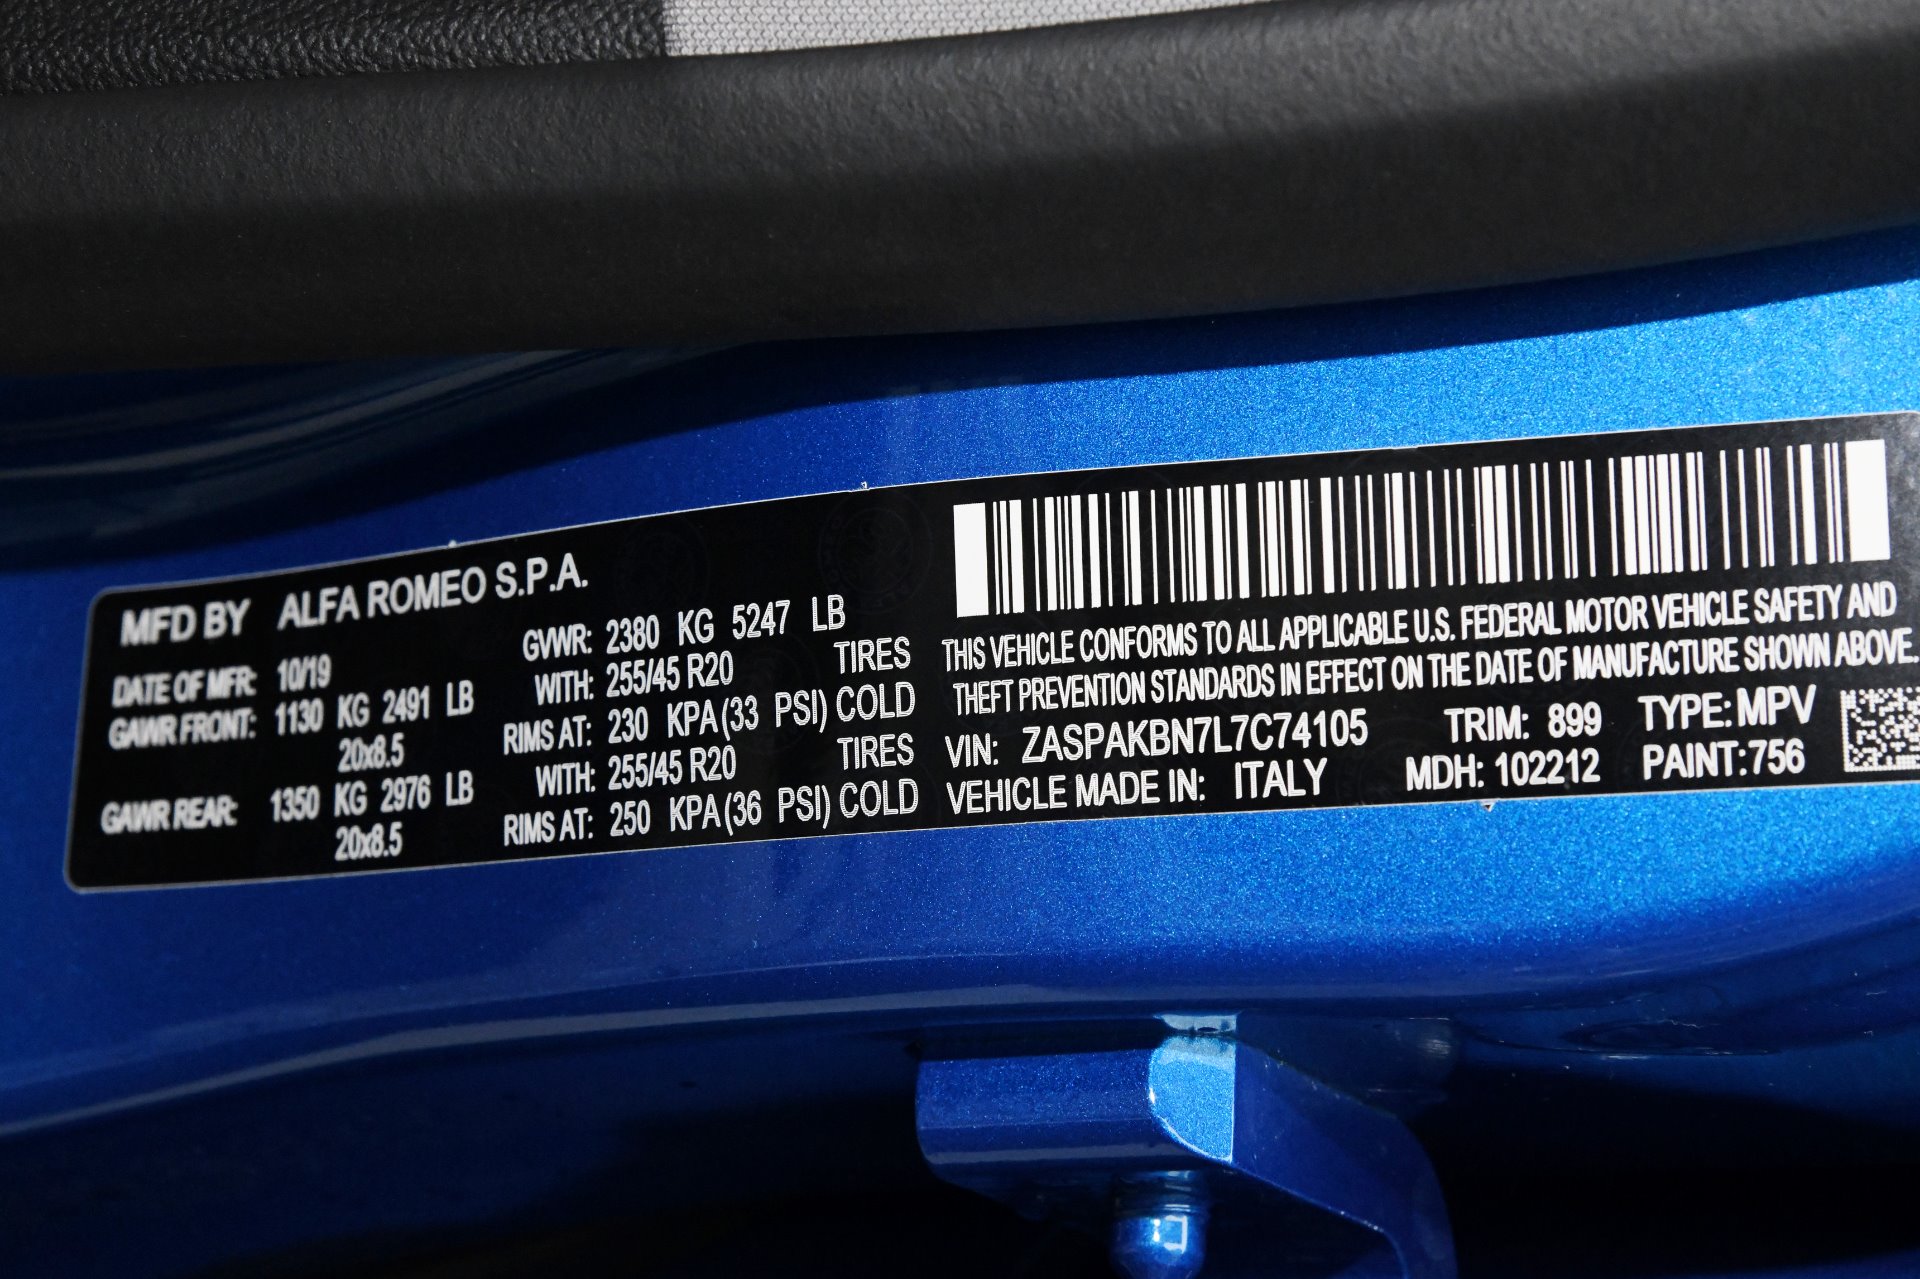 MFD BY ALFA ROMEO S.P.A.
DATE OF MFR: 10/19 GVWR: 2380 KG 5247 LB
GAWR FRONT: 1130 KG 2491 LB WITH: 255/45 R20 TIRES
20x8.5 RIMS AT: 230 KPA(33 PSI) COLD
GAWR REAR: 1350 KG 2976 LB WITH: 255/45 R20 TIRES
20x8.5 RIMS AT: 250 KPA(36 PSI) COLD
THIS VEHICLE CONFORMS TO ALL APPLICABLE U.S. FEDERAL MOTOR VEHICLE SAFETY AND
THEFT PREVENTION STANDARDS IN EFFECT ON THE DATE OF MANUFACTURE SHOWN ABOVE.
VIN: ZASPAKBN7L7C74105 TRIM: 899 TYPE: MPV
VEHICLE MADE IN: ITALY MDH: 102212 PAINT: 756